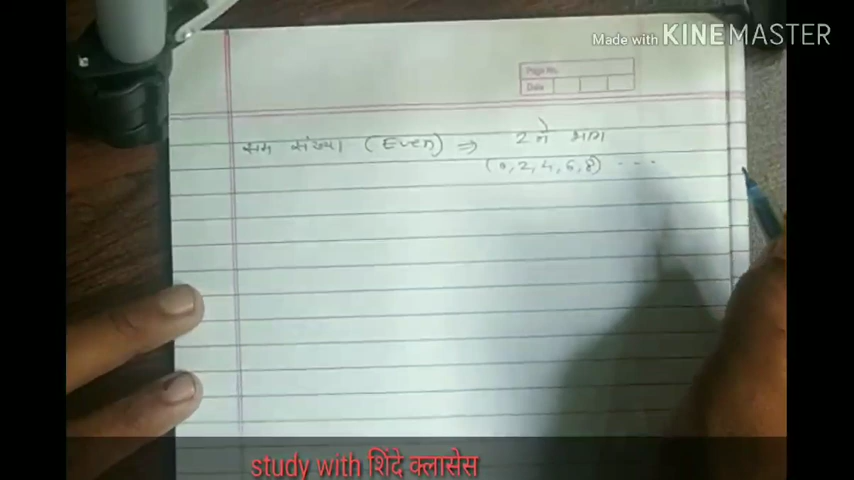 Made with KINEMASTER
Page No.
Date
सम संख्या (Even) ⇒ 2 ने भाग
(0, 2, 4, 6, 8) ...
study with शिंदे क्लासेस